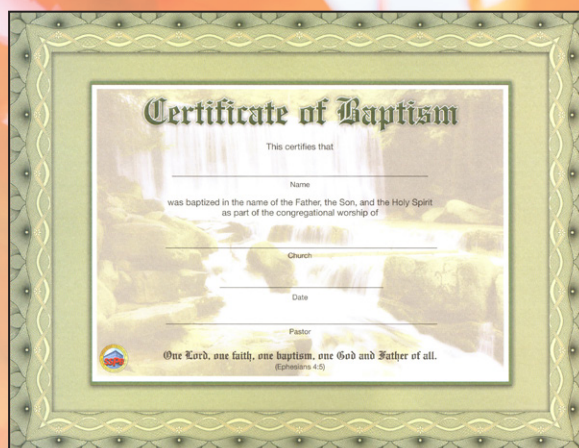 Certificate of Baptism
This certifies that
Name
was baptized in the name of the Father, the Son, and the Holy Spirit
as part of the congregational worship of
Church
Date
Pastor
One Lord, one faith, one baptism, one God and Father of all.
(Ephesians 4:5)